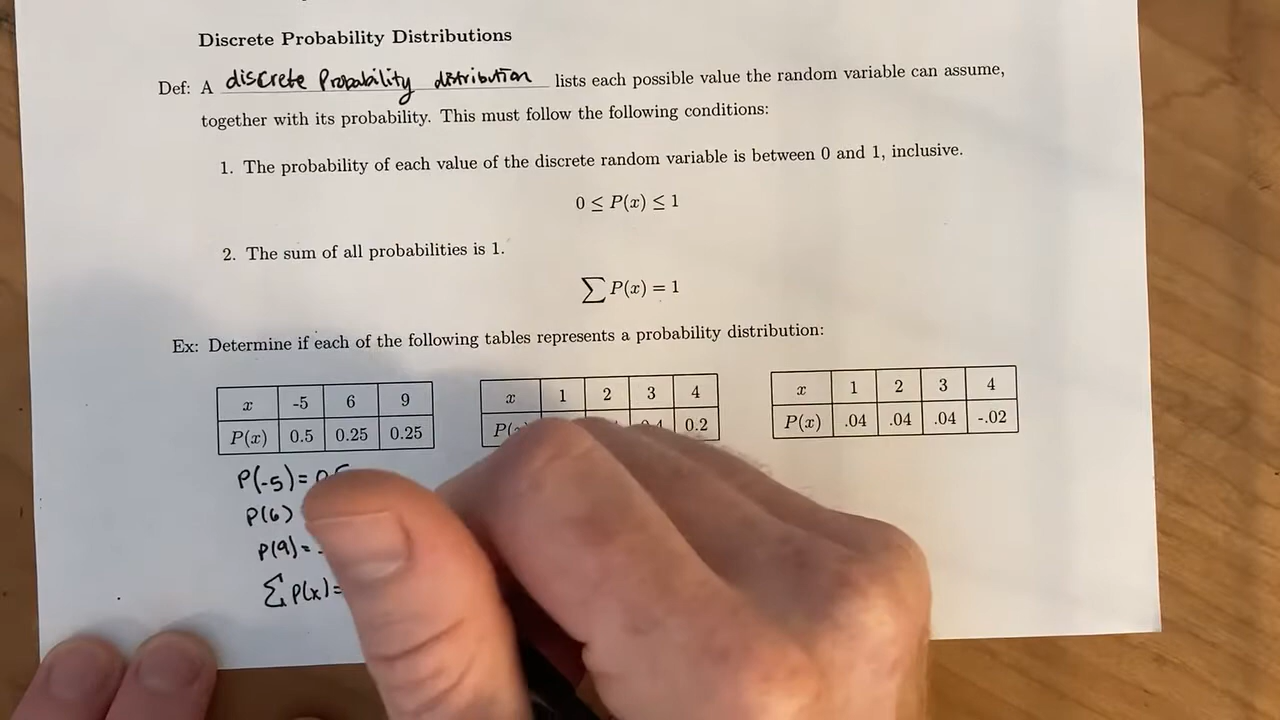 Discrete Probability Distributions
Def: A discrete Probability distribution lists each possible value the random variable can assume,
together with its probability. This must follow the following conditions:
1. The probability of each value of the discrete random variable is between 0 and 1, inclusive.
0 ≤ P(x) ≤ 1
2. The sum of all probabilities is 1.
∑ P(x) = 1
Ex: Determine if each of the following tables represents a probability distribution:
x -5 6 9
P(x) 0.5 0.25 0.25
x 1 2 3 4
0.2
x 1 2 3 4
P(x) .04 .04 .04 -.02
P(-5)=
P(6)
P(9)=
∑ P(x)=